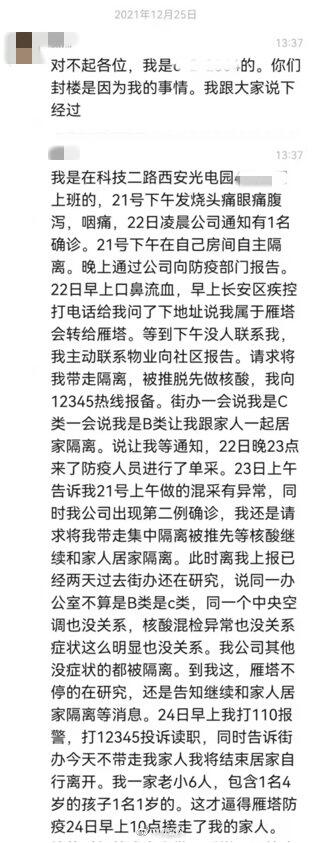 2021年12月25日
13:37
对不起各位，我是c 的。你们
封楼是因为我的事情。我跟大家说下
经过
13:37
我是在科技二路西安光电园4
上班的，21号下午发烧头痛眼痛腹
泻，咽痛，22日凌晨公司通知有1名
确诊。21号下午在自己房间自主隔
离。晚上通过公司向防疫部门报告。
22日早上口鼻流血，早上长安区疾控
打电话给我问了下地址说我属于雁塔
会转给雁塔。等到下午没人联系我，
我主动联系物业向社区报告。请求将
我带走隔离，被推脱先做核酸，我向
12345热线报备。街办一会说我是C
类一会说我是B类让我跟家人一起居
家隔离。说让我等通知，22日晚23点
来了防疫人员进行了单采。23日上午
告诉我21号上午做的混采有异常，同
时我公司出现第二例确诊，我还是请
求将我带走集中隔离被推先等核酸继
续和家人居家隔离。此时离我上报已
经两天过去街办还在研究，说同一办
公室不算是B类是c类，同一个中央空
调也没关系，核酸混检异常也没关系
症状这么明显也没关系。我公司其他
没症状的都被隔离。到我这，雁塔不
停的在研究，还是告知继续和家人居
家隔离等消息。24日早上我打110报
警，打12345投诉读职，同时告诉街
办今天不带走我家人我将结束居家自
行离开。我一家老小6人，包含1名4
岁的孩子1名1岁的。这才逼得雁塔防
疫24日早上10点接走了我的家人。